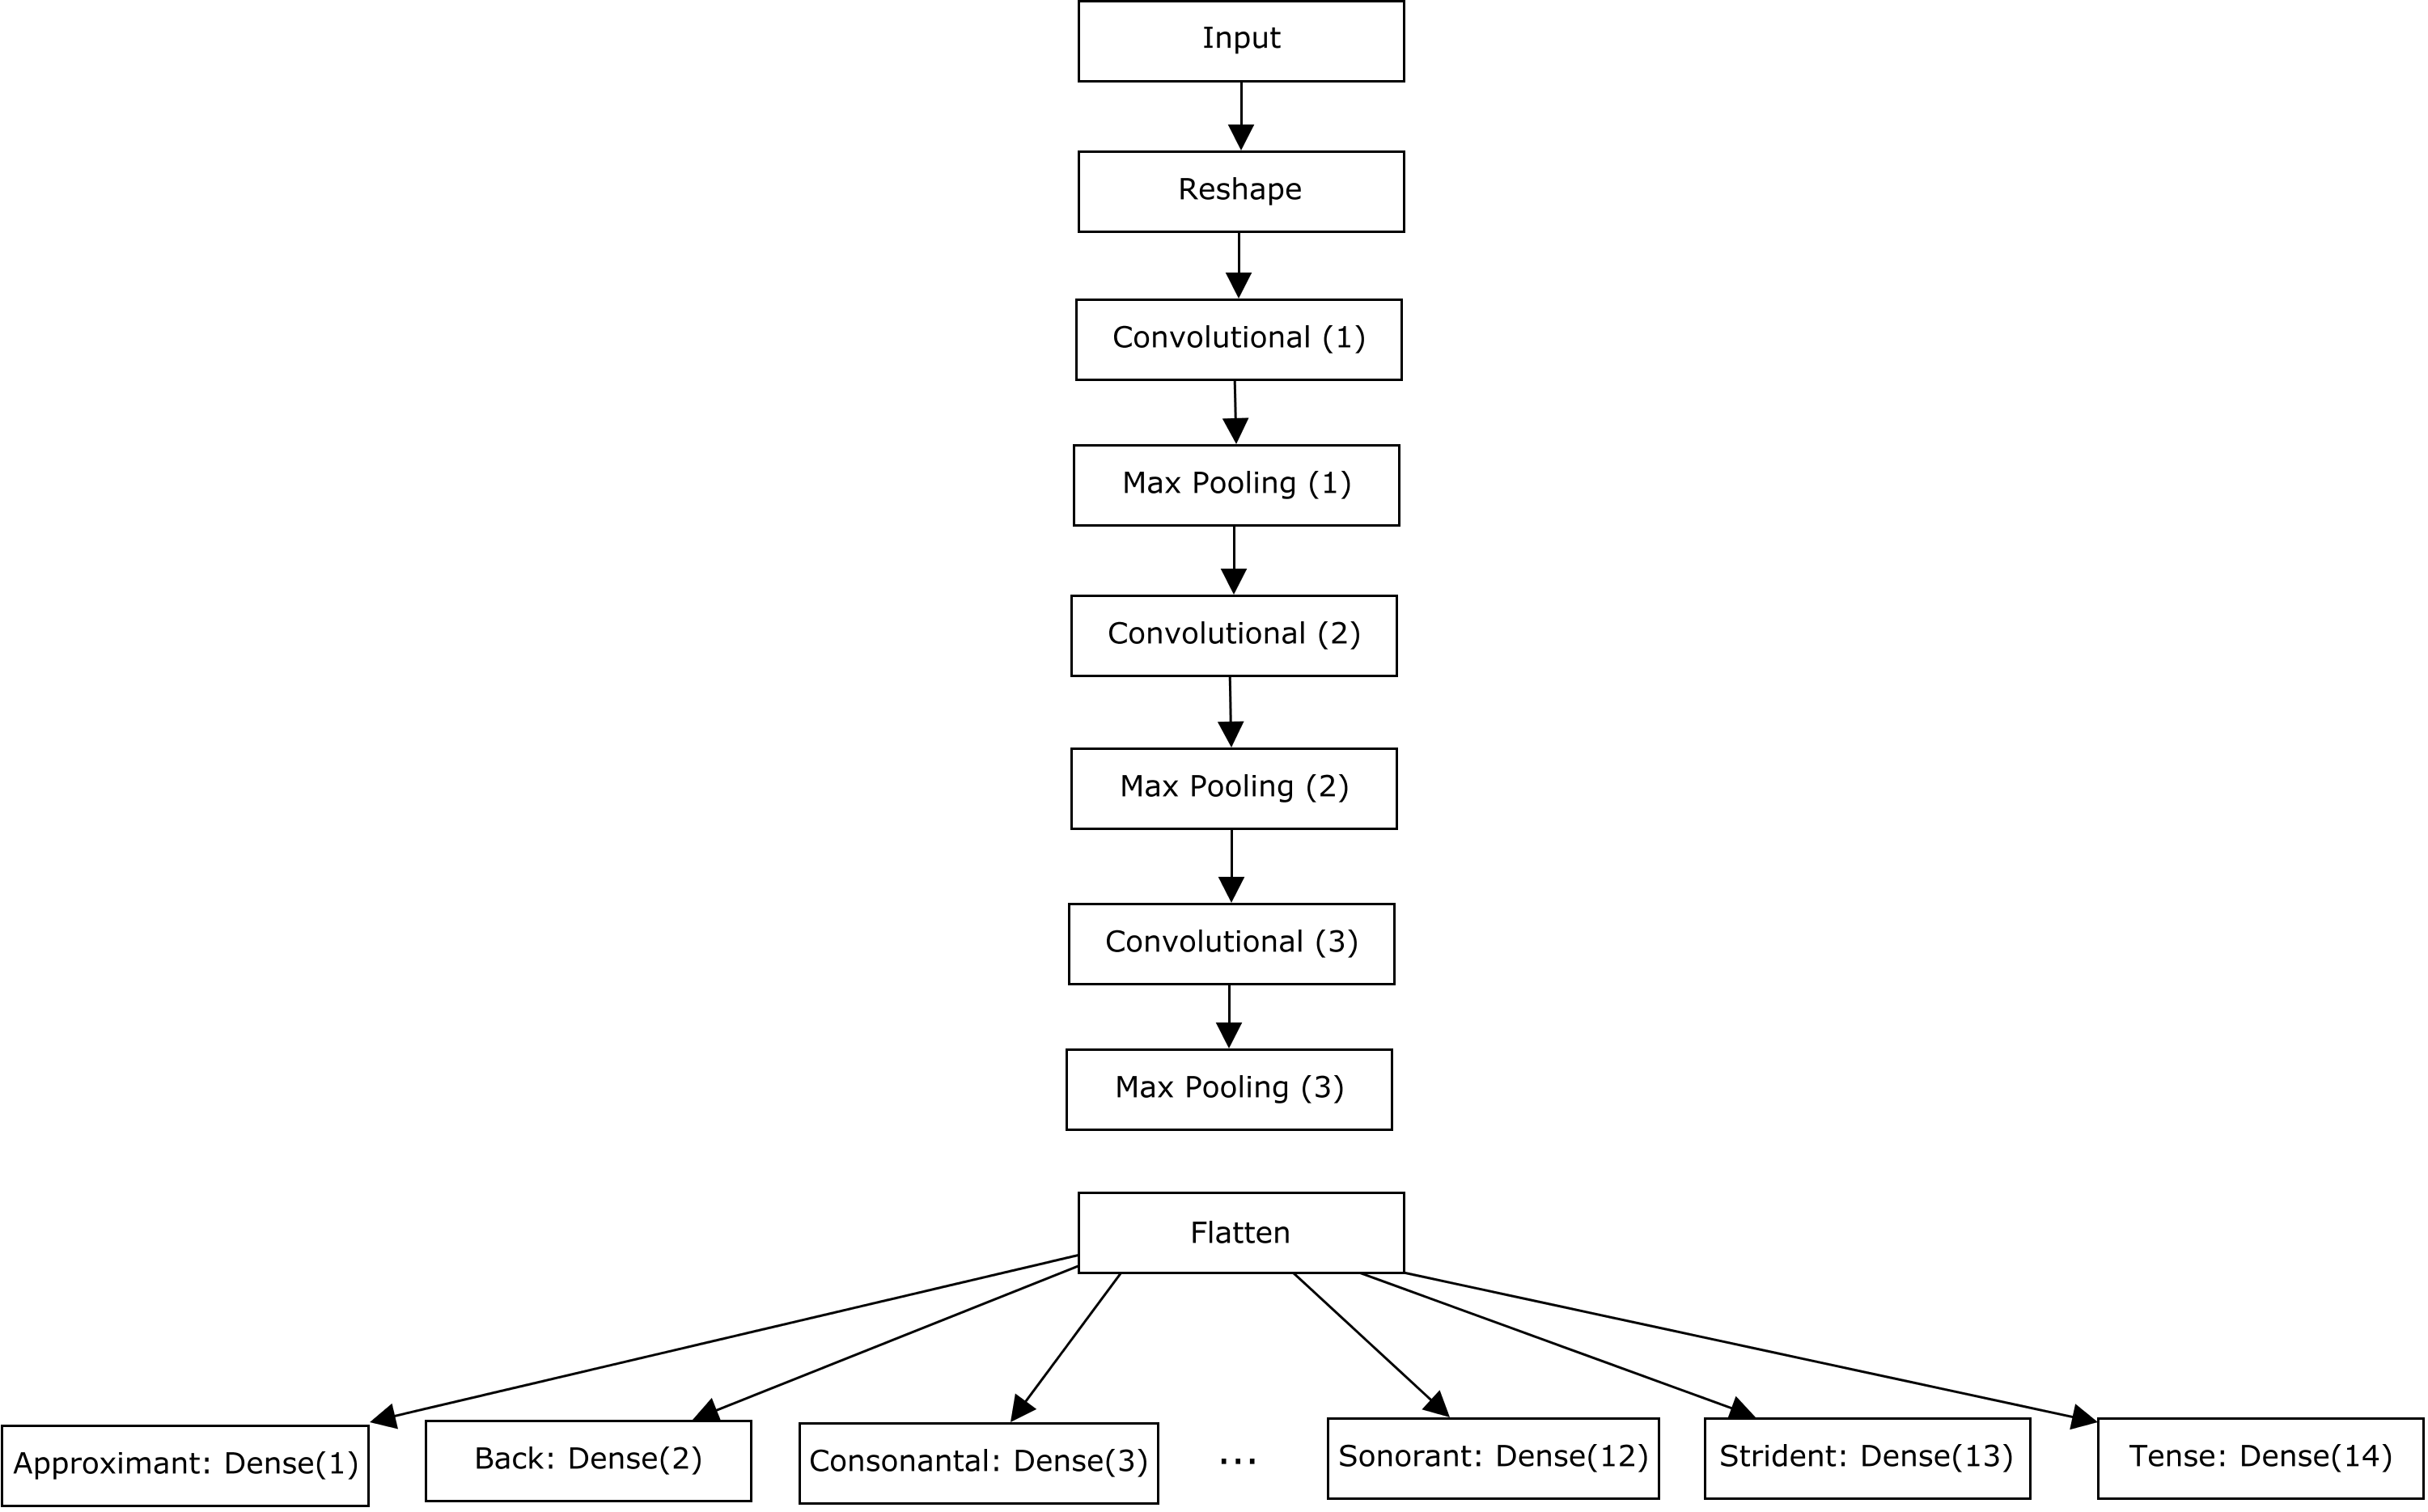 Input
Reshape
Convolutional (1)
Max Pooling (1)
Convolutional (2)
Max Pooling (2)
Convolutional (3)
Max Pooling (3)
Flatten
Approximant: Dense(1)
Back: Dense(2)
Consonantal: Dense(3)
...
Sonorant: Dense(12)
Strident: Dense(13)
Tense: Dense(14)